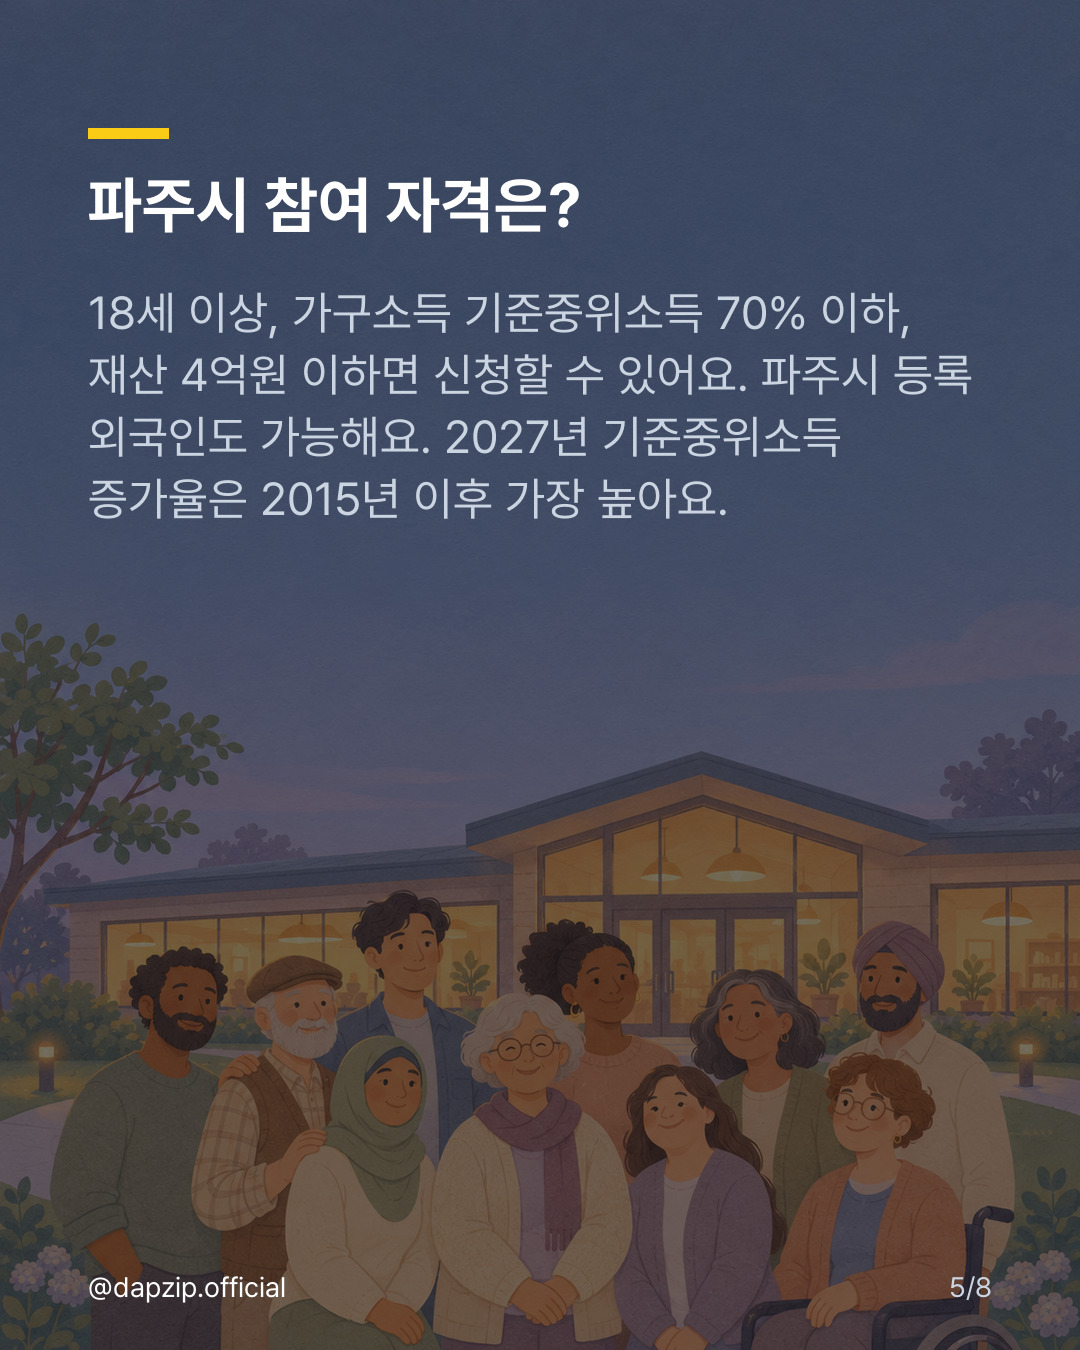 파주시 참여 자격은?
18세 이상, 가구소득 기준중위소득 70% 이하,
재산 4억원 이하면 신청할 수 있어요. 파주시 등록
외국인도 가능해요. 2027년 기준중위소득
증가율은 2015년 이후 가장 높아요.
@dapzip.official
5/8